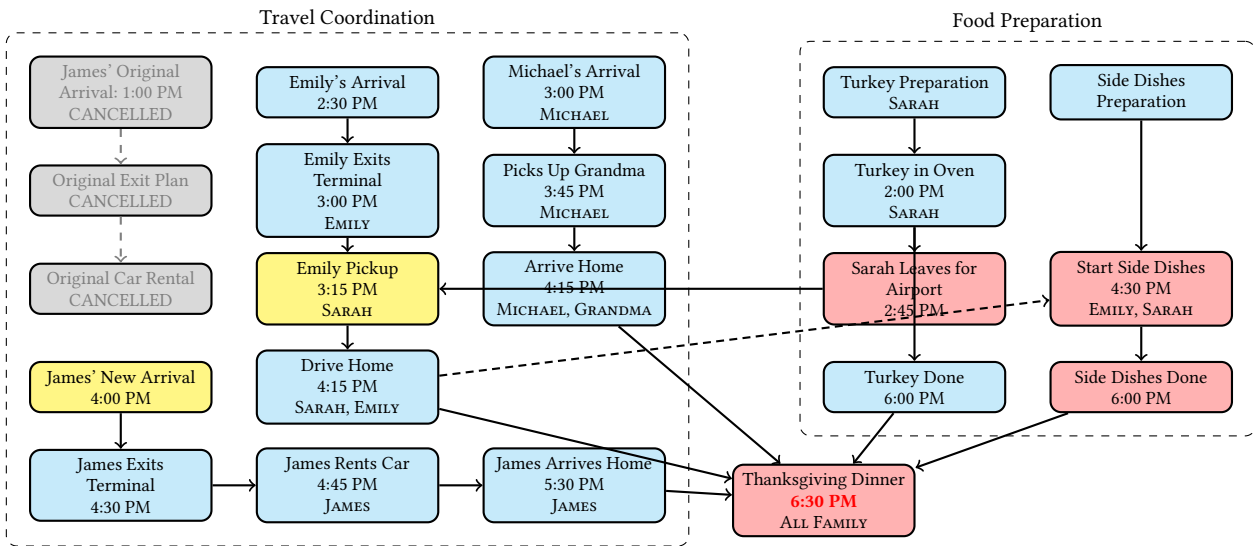 Travel Coordination
Food Preparation
James' Original
Arrival: 1:00 PM
CANCELLED
Original Exit Plan
CANCELLED
Original Car Rental
CANCELLED
James' New Arrival
4:00 PM
James Exits
Terminal
4:30 PM
Emily's Arrival
2:30 PM
Emily Exits
Terminal
3:00 PM
Emily
Emily Pickup
3:15 PM
Sarah
Drive Home
4:15 PM
Sarah, Emily
James Rents Car
4:45 PM
James
Michael's Arrival
3:00 PM
Michael
Picks Up Grandma
3:45 PM
Michael
Arrive Home
4:15 PM
Michael, Grandma
James Arrives Home
5:30 PM
James
Turkey Preparation
Sarah
Turkey in Oven
2:00 PM
Sarah
Sarah Leaves for
Airport
2:45 PM
Turkey Done
6:00 PM
Side Dishes
Preparation
Start Side Dishes
4:30 PM
Emily, Sarah
Side Dishes Done
6:00 PM
Thanksgiving Dinner
6:30 PM
All Family